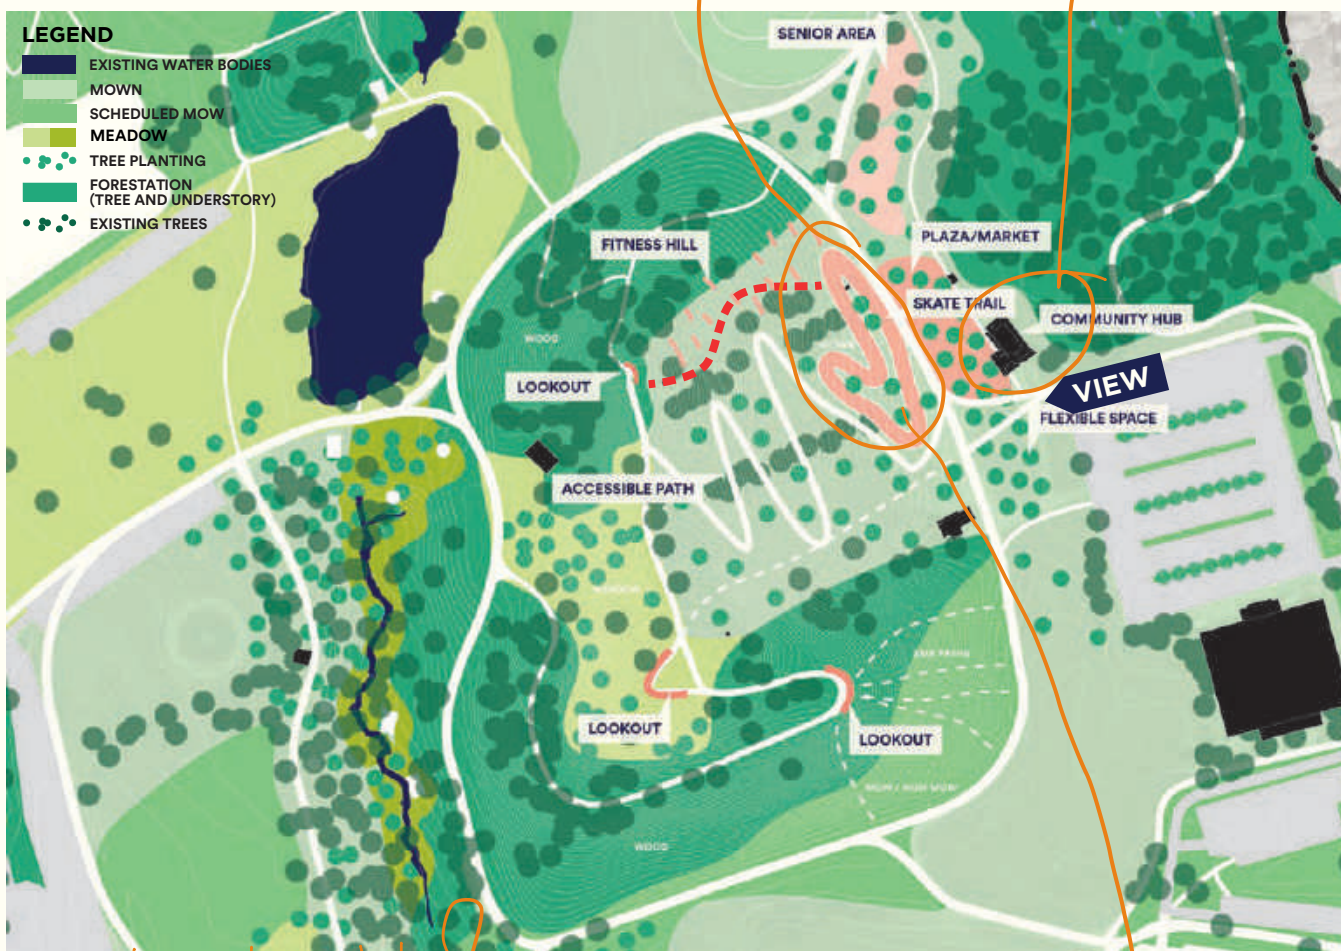 LEGEND
EXISTING WATER BODIES
MOWN
SCHEDULED MOW
MEADOW
TREE PLANTING
FORESTATION
(TREE AND UNDERSTORY)
EXISTING TREES
SENIOR AREA
PLAZA/MARKET
FITNESS HILL
SKATE TRAIL
COMMUNITY HUB
WOOD
LOOKOUT
VIEW
FLEXIBLE SPACE
ACCESSIBLE PATH
LOOKOUT
LOOKOUT
WOOD